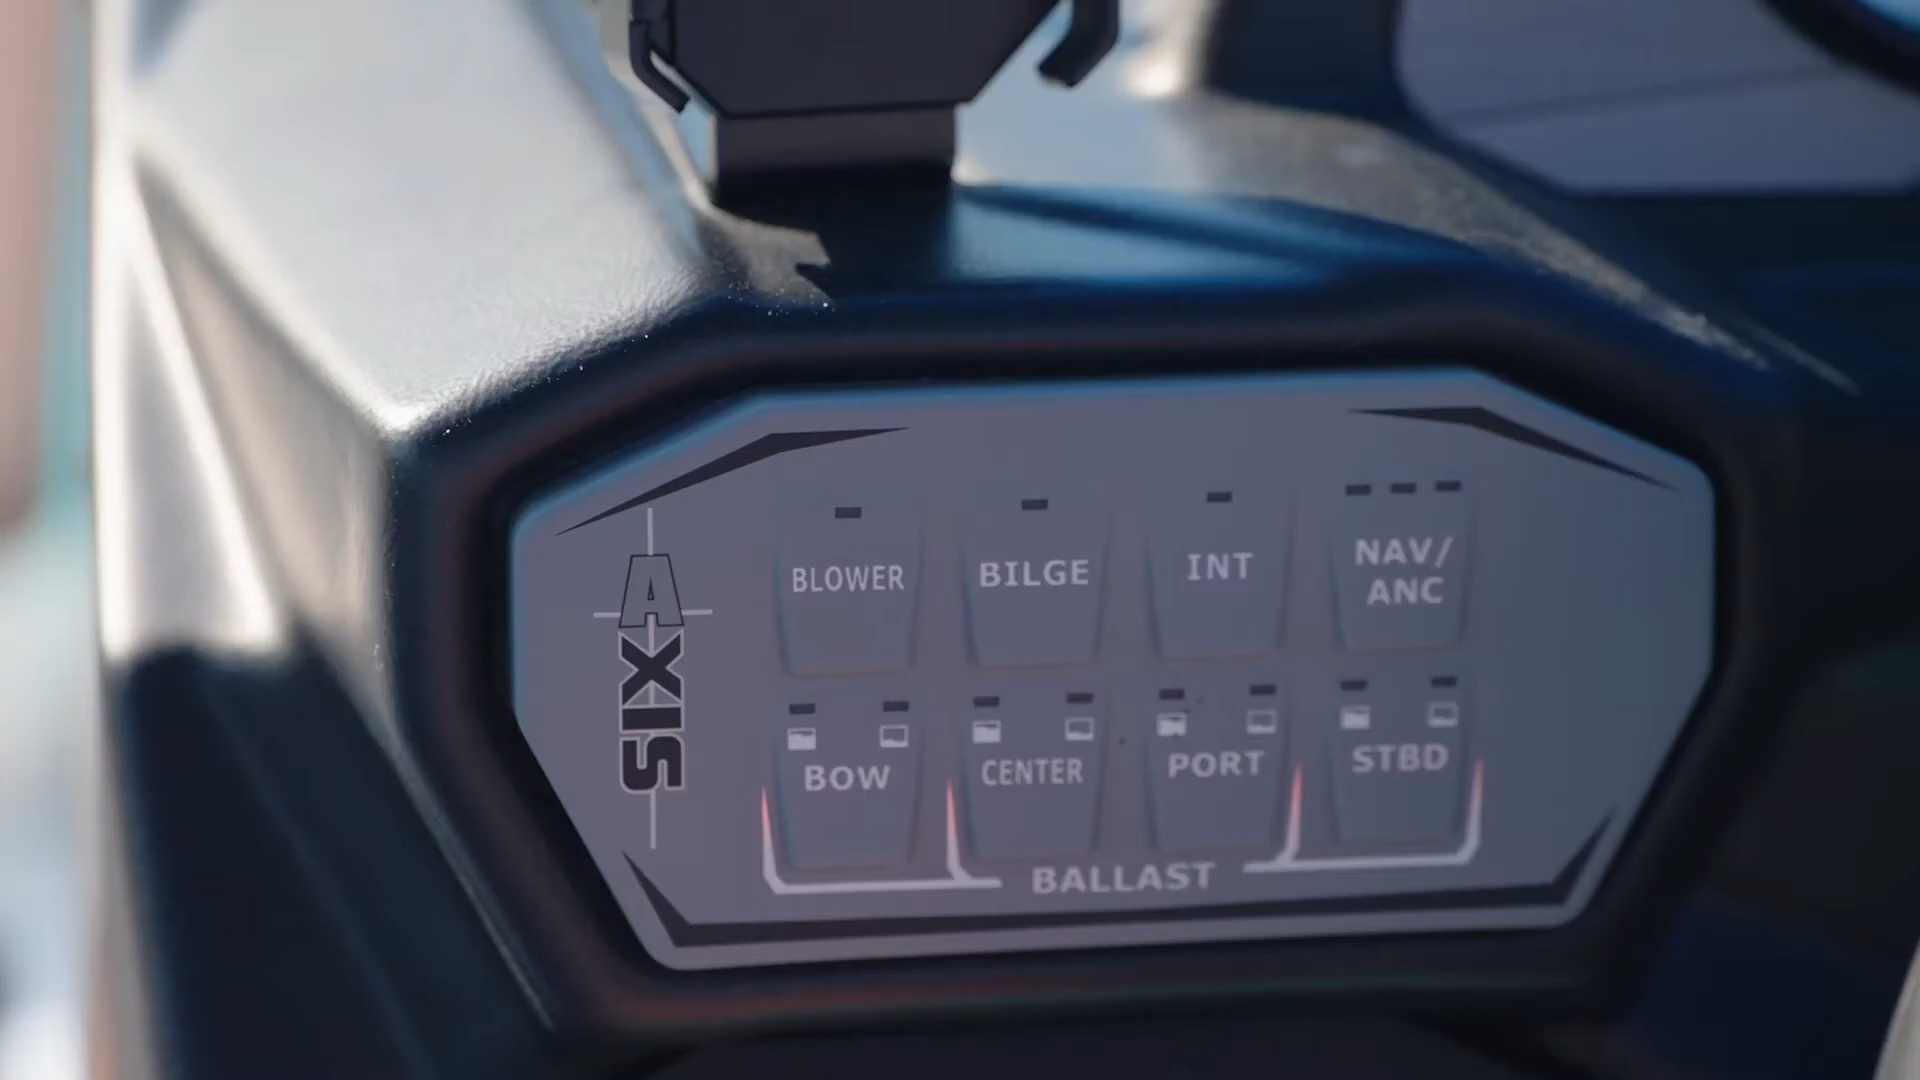 AXIS
BLOWER
BILGE
INT
NAV/
ANC
BOW
CENTER
PORT
STBD
BALLAST